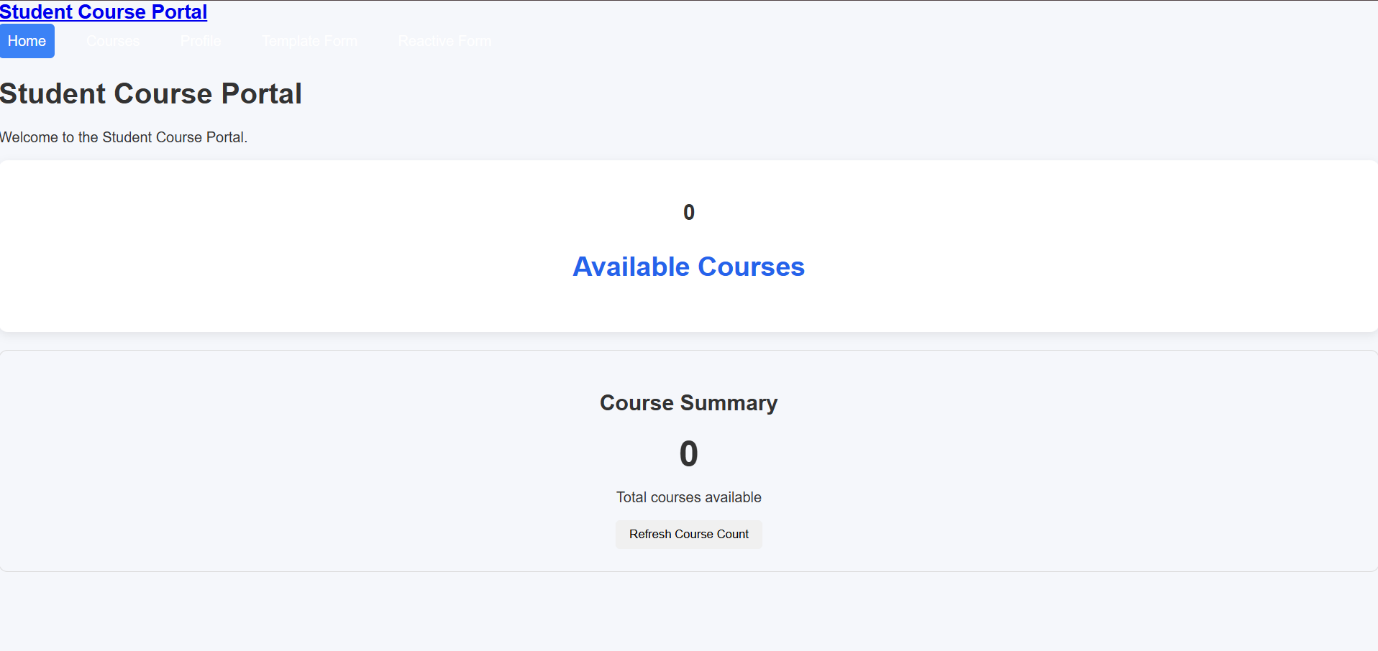 Student Course Portal
Home Courses Profile Template Form Reactive Form
Student Course Portal
Welcome to the Student Course Portal.
0
Available Courses
Course Summary
0
Total courses available
Refresh Course Count